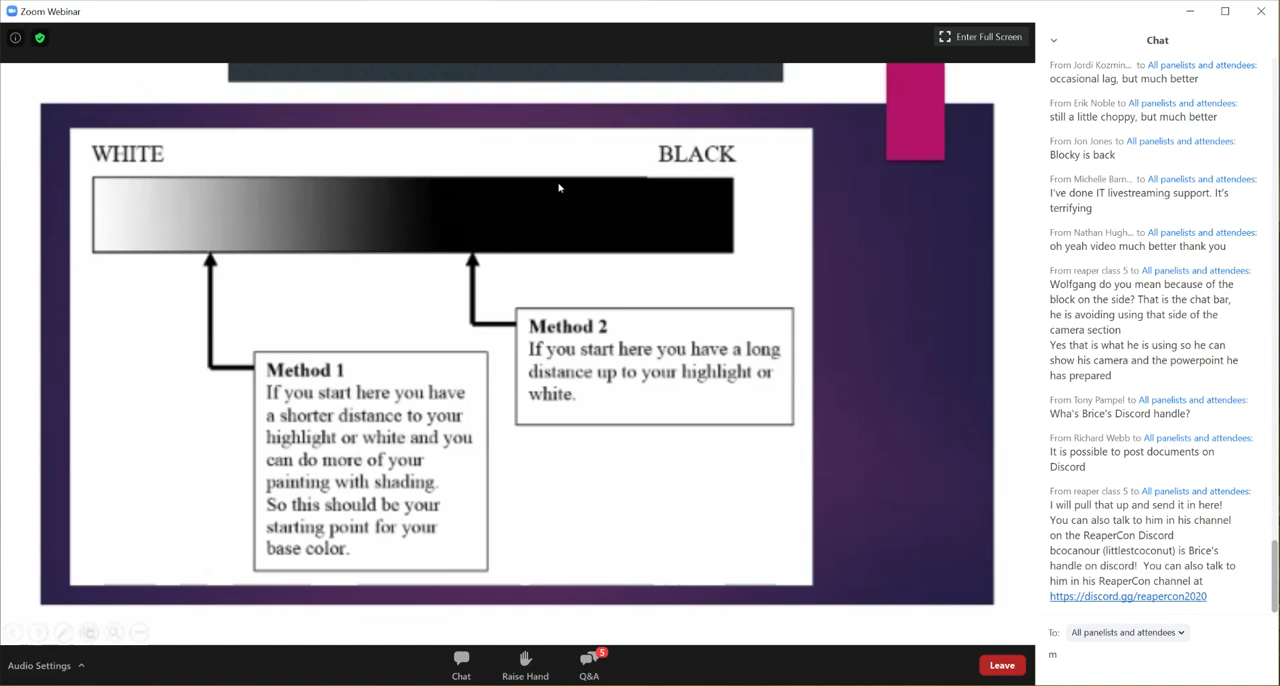 Zoom Webinar
Enter Full Screen
WHITE
BLACK
Method 1
If you start here you have
a shorter distance to your
highlight or white and you
can do more of your
painting with shading.
So this should be your
starting point for your
base color.
Method 2
If you start here you have a long
distance up to your highlight or
white.
Chat
From Jordi Kozmin... to All panelists and attendees:
occasional lag, but much better
From Erik Noble to All panelists and attendees:
still a little choppy, but much better
From Jon Jones to All panelists and attendees:
Blocky is back
From Michelle Barn... to All panelists and attendees:
I've done IT livestreaming support. It's
terrifying
From Nathan Hugh... to All panelists and attendees:
oh yeah video much better thank you
From reaper class 5 to All panelists and attendees:
Wolfgang do you mean because of the
block on the side? That is the chat bar,
he is avoiding using that side of the
camera section
Yes that is what he is using so he can
show his camera and the powerpoint he
has prepared
From Tony Pampel to All panelists and attendees:
Wha's Brice's Discord handle?
From Richard Webb to All panelists and attendees:
It is possible to post documents on
Discord
From reaper class 5 to All panelists and attendees:
I will pull that up and send it in here!
You can also talk to him in his channel
on the ReaperCon Discord
bcocanour (littlestcoconut) is Brice's
handle on discord!  You can also talk to
him in his ReaperCon channel at
https://discord.gg/reapercon2020
To: All panelists and attendees
m
Audio Settings
Chat
Raise Hand
5
Q&A
Leave